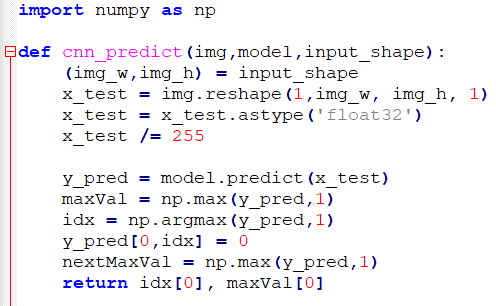 import numpy as np
def cnn_predict(img,model,input_shape):
(img_w,img_h) = input_shape
x_test = img.reshape(1,img_w, img_h, 1)
x_test = x_test.astype('float32')
x_test /= 255
y_pred = model.predict(x_test)
maxVal = np.max(y_pred,1)
idx = np.argmax(y_pred,1)
y_pred[0,idx] = 0
nextMaxVal = np.max(y_pred,1)
return idx[0], maxVal[0]